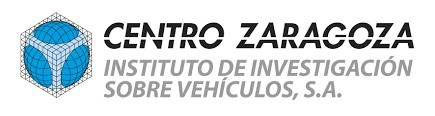 CENTRO ZARAGOZA
INSTITUTO DE INVESTIGACIÓN
SOBRE VEHÍCULOS, S.A.